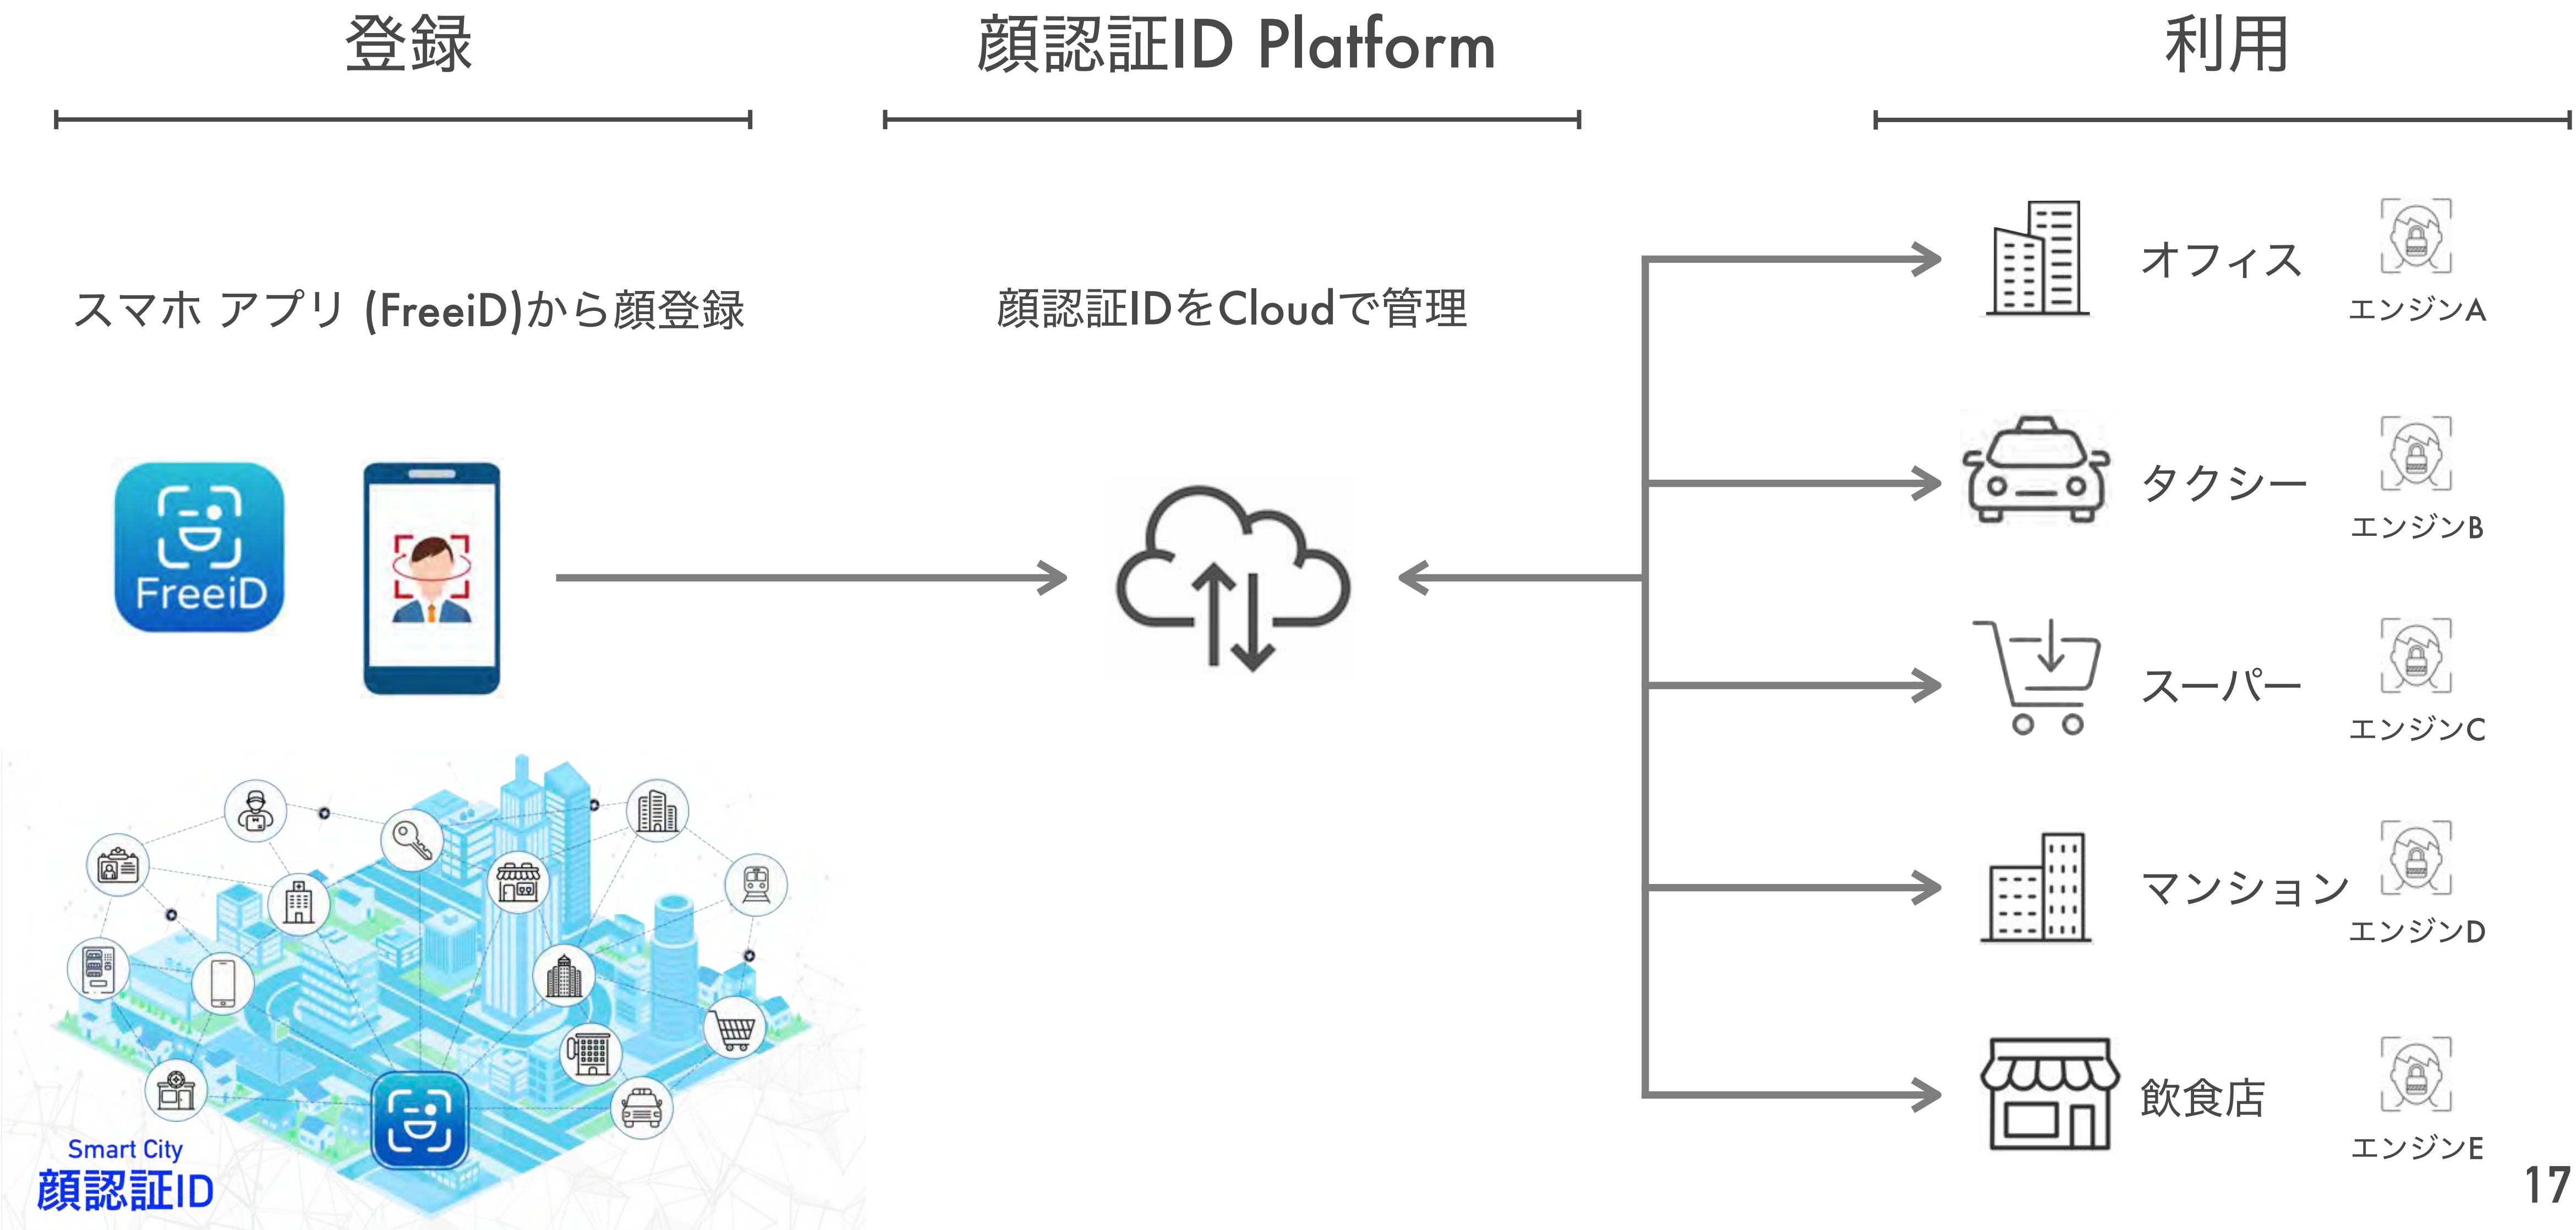 登録
顔認証ID Platform
利用
スマホ アプリ (FreeiD)から顔登録
顔認証IDをCloudで管理
オフィス
エンジンA
タクシー
エンジンB
スーパー
エンジンC
マンション
エンジンD
飲食店
エンジンE
FreeiD
Smart City
顔認証ID
17